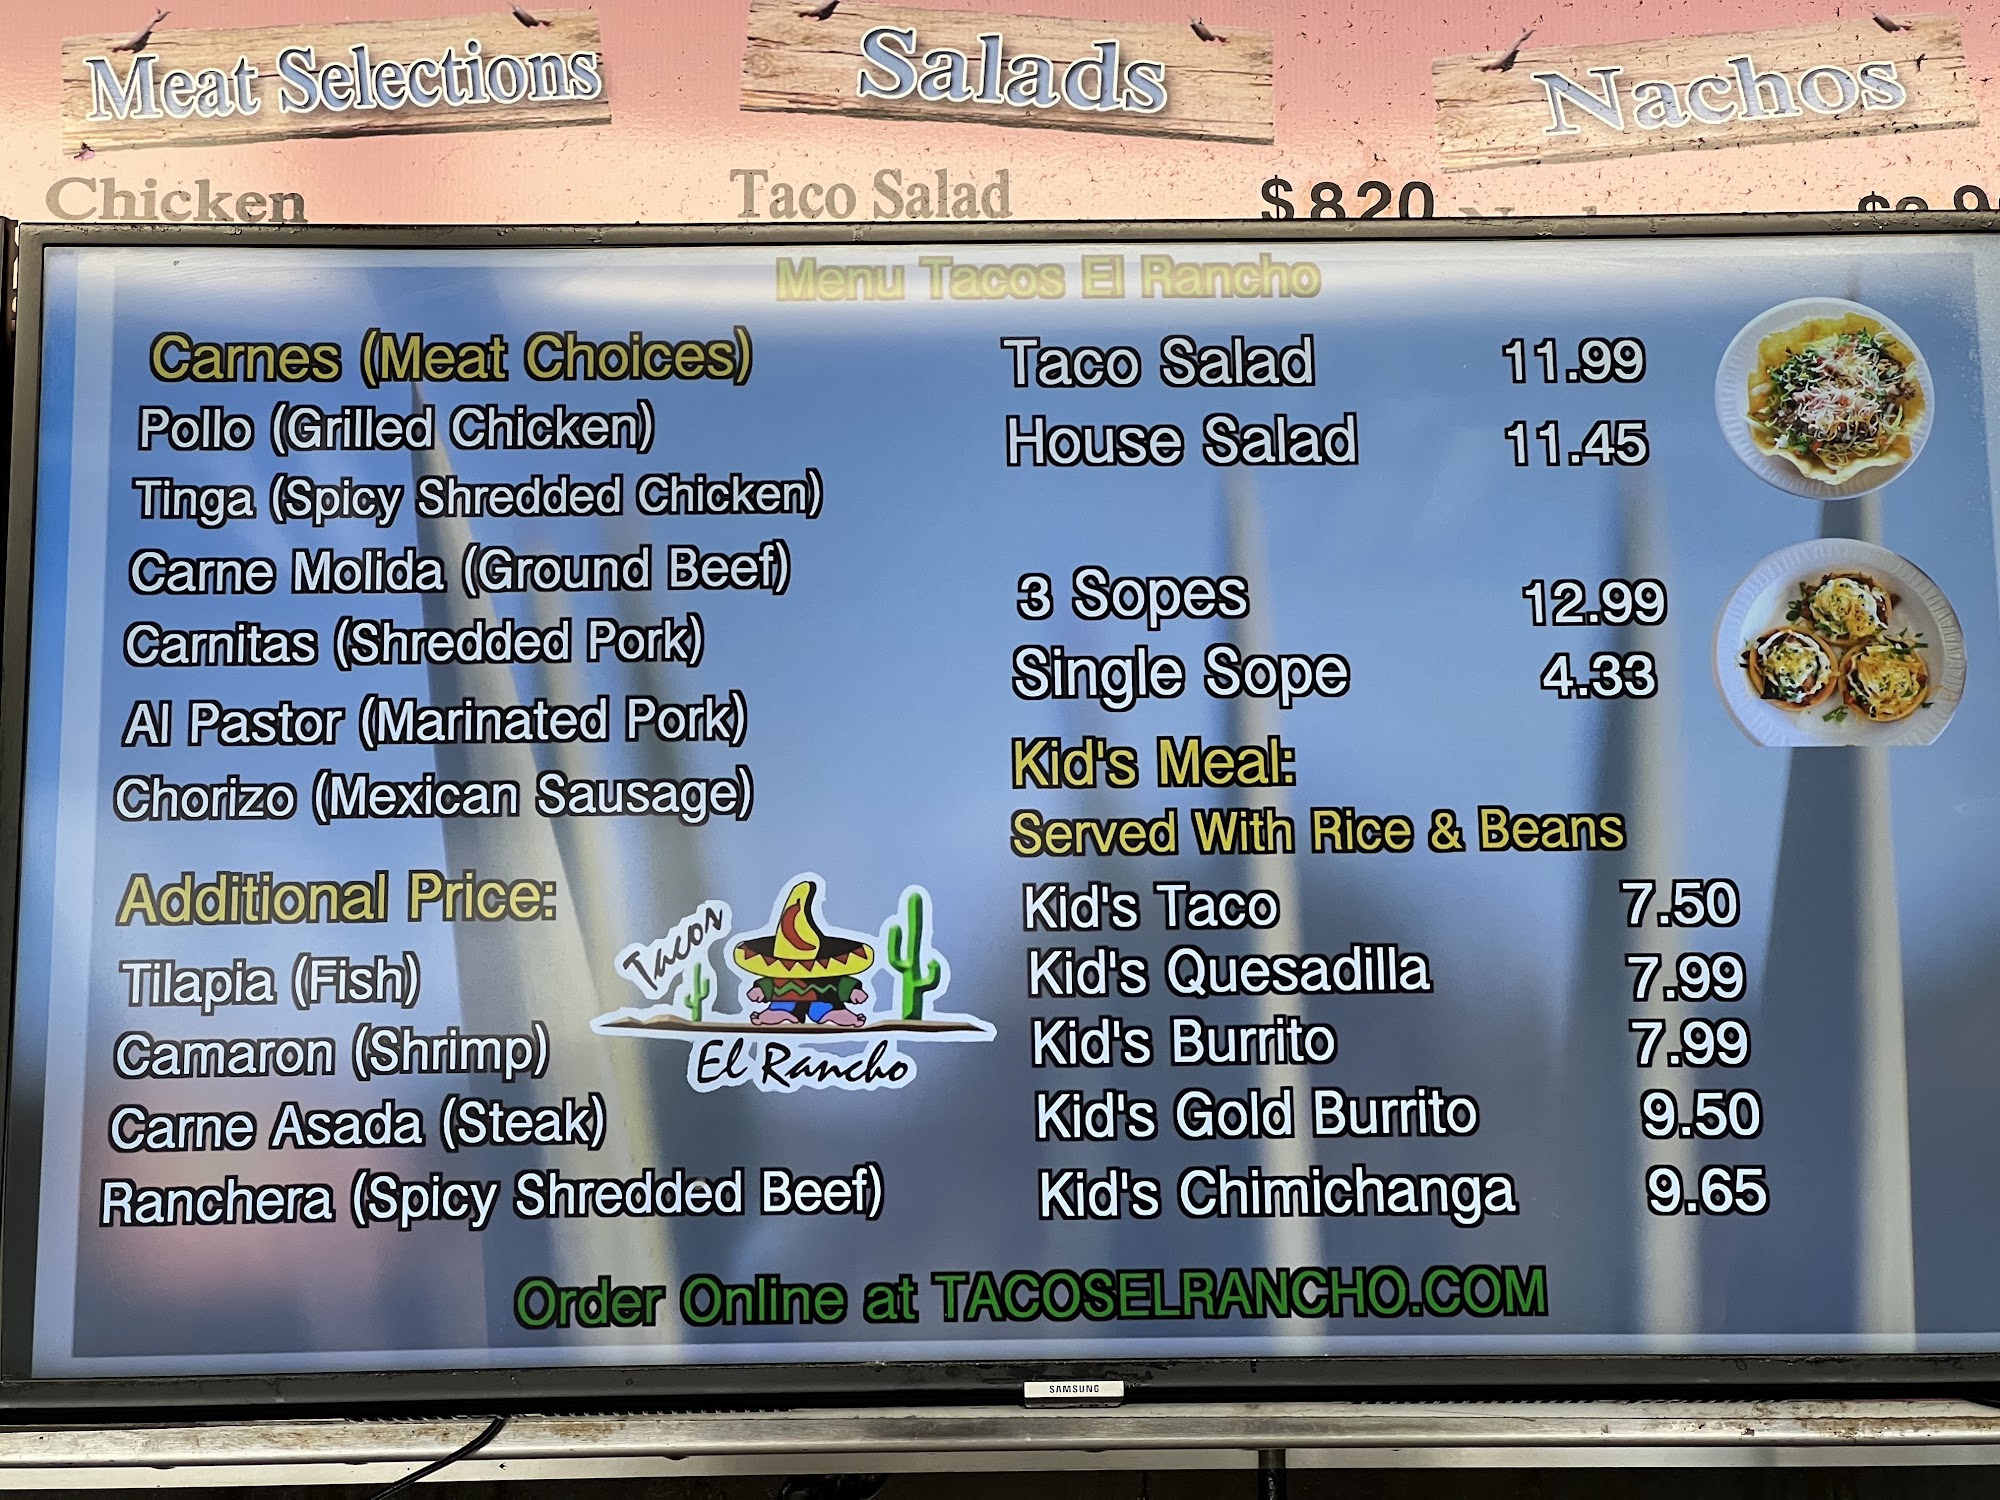 Meat Selections
Salads
Nachos
Chicken
Taco Salad $820
Menu Tacos El Rancho
Carnes (Meat Choices)
Pollo (Grilled Chicken)
Tinga (Spicy Shredded Chicken)
Carne Molida (Ground Beef)
Carnitas (Shredded Pork)
Al Pastor (Marinated Pork)
Chorizo (Mexican Sausage)
Additional Price:
Tilapia (Fish)
Camaron (Shrimp)
Carne Asada (Steak)
Ranchera (Spicy Shredded Beef)
Tacos
El Rancho
Taco Salad 11.99
House Salad 11.45
3 Sopes 12.99
Single Sope 4.33
Kid's Meal:
Served With Rice & Beans
Kid's Taco 7.50
Kid's Quesadilla 7.99
Kid's Burrito 7.99
Kid's Gold Burrito 9.50
Kid's Chimichanga 9.65
Order Online at TACOSELRANCHO.COM
SAMSUNG